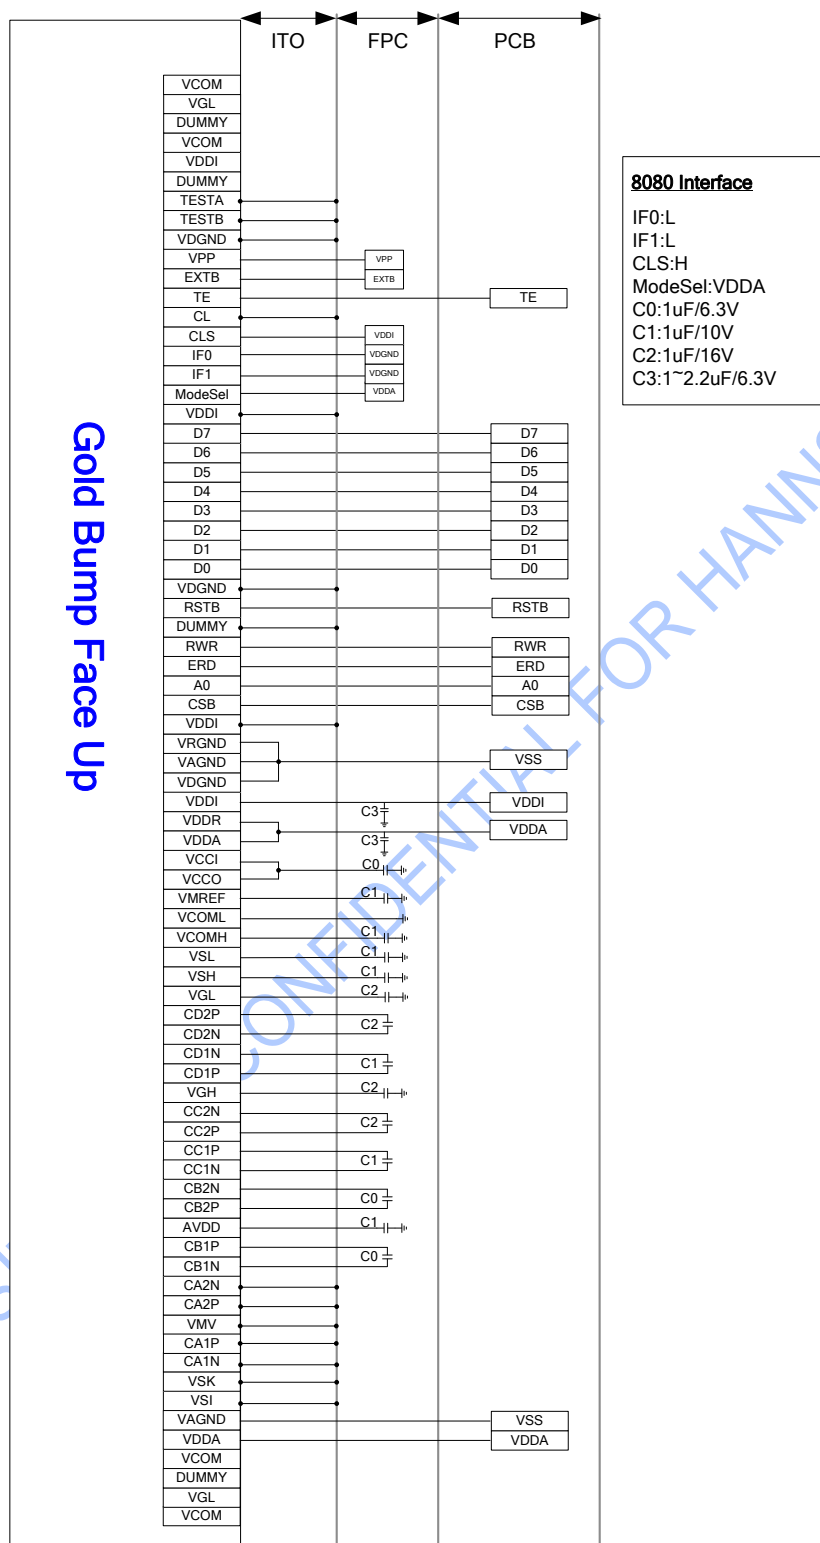 ITO FPC PCB
VCOM
VGL
DUMMY
VCOM
VDDI
DUMMY
TESTA
TESTB
VDGND
VPP VPP
EXTB EXTB
TE TE
CL
CLS VDDI
IF0 VDGND
IF1 VDGND
ModeSel VDDA
VDDI
D7 D7
D6 D6
D5 D5
D4 D4
D3 D3
D2 D2
D1 D1
D0 D0
VDGND
RSTB RSTB
DUMMY
RWR RWR
ERD ERD
A0 A0
CSB CSB
VDDI
VRGND
VAGND VSS
VDGND
VDDI VDDI
C3
VDDR VDDA
VDDA C3
VCCI C0
VCCO
VMREF C1
VCOML
VCOMH C1
VSL C1
VSH C1
VGL C2
CD2P
C2
CD2N
CD1N
C1
CD1P
VGH C2
CC2N
C2
CC2P
CC1P
C1
CC1N
CB2N
C0
CB2P
AVDD C1
CB1P
C0
CB1N
CA2N
CA2P
VMV
CA1P
CA1N
VSK
VSI
VAGND VSS
VDDA VDDA
VCOM
DUMMY
VGL
VCOM
Gold Bump Face Up
8080 Interface
IF0:L
IF1:L
CLS:H
ModeSel:VDDA
C0:1uF/6.3V
C1:1uF/10V
C2:1uF/16V
C3:1~2.2uF/6.3V
CONFIDENTIAL FOR